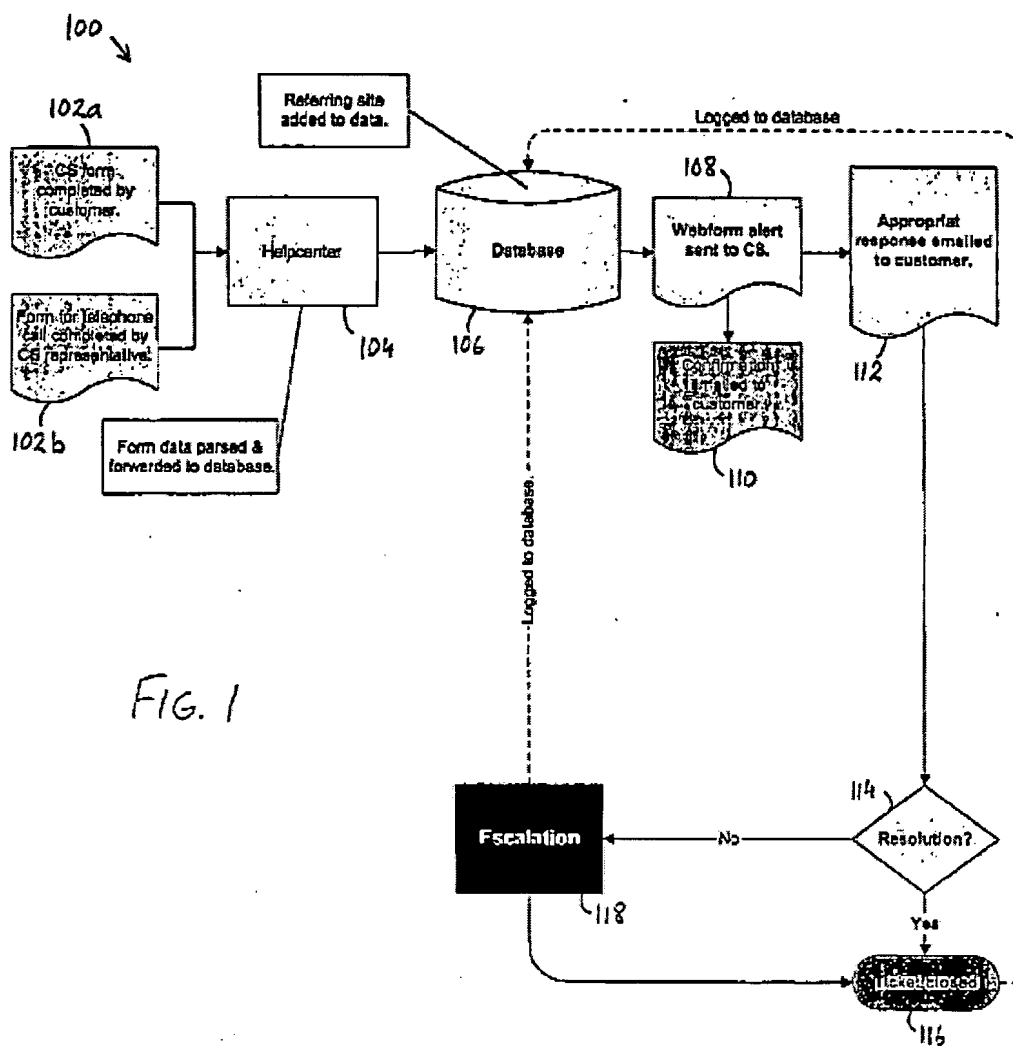 100
102a
CS form
completed by
customer.
Form for Telephone
call completed by
CS representative.
102b
Helpcenter
104
Form data parsed &
forwarded to database.
Referring site
added to data.
Database
106
Logged to database
108
Webform alert
sent to CS.
Confirmation
emailed to
customer.
110
Appropriat
response emailed
to customer.
112
Logged to database.
FIG. 1
114
Resolution?
No
Yes
Escalation
118
Ticket closed
116